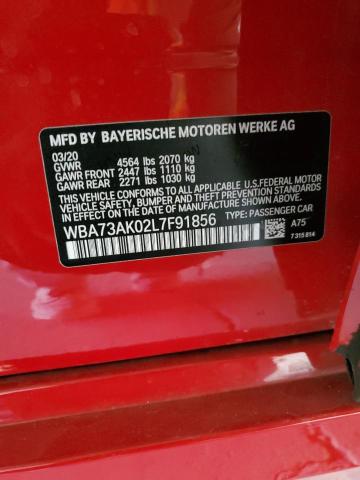 MFD BY BAYERISCHE MOTOREN WERKE AG
03/20
GVWR 4564 lbs 2070 kg
GAWR FRONT 2447 lbs 1110 kg
GAWR REAR 2271 lbs 1030 kg
THIS VEHICLE CONFORMS TO ALL APPLICABLE U.S.FEDERAL MOTOR
VEHICLE SAFETY, BUMPER AND THEFT PREVENTION STANDARDS
IN EFFECT ON THE DATE OF MANUFACTURE SHOWN ABOVE.
WBA73AK02L7F91856 TYPE: PASSENGER CAR
A75
7 315 814